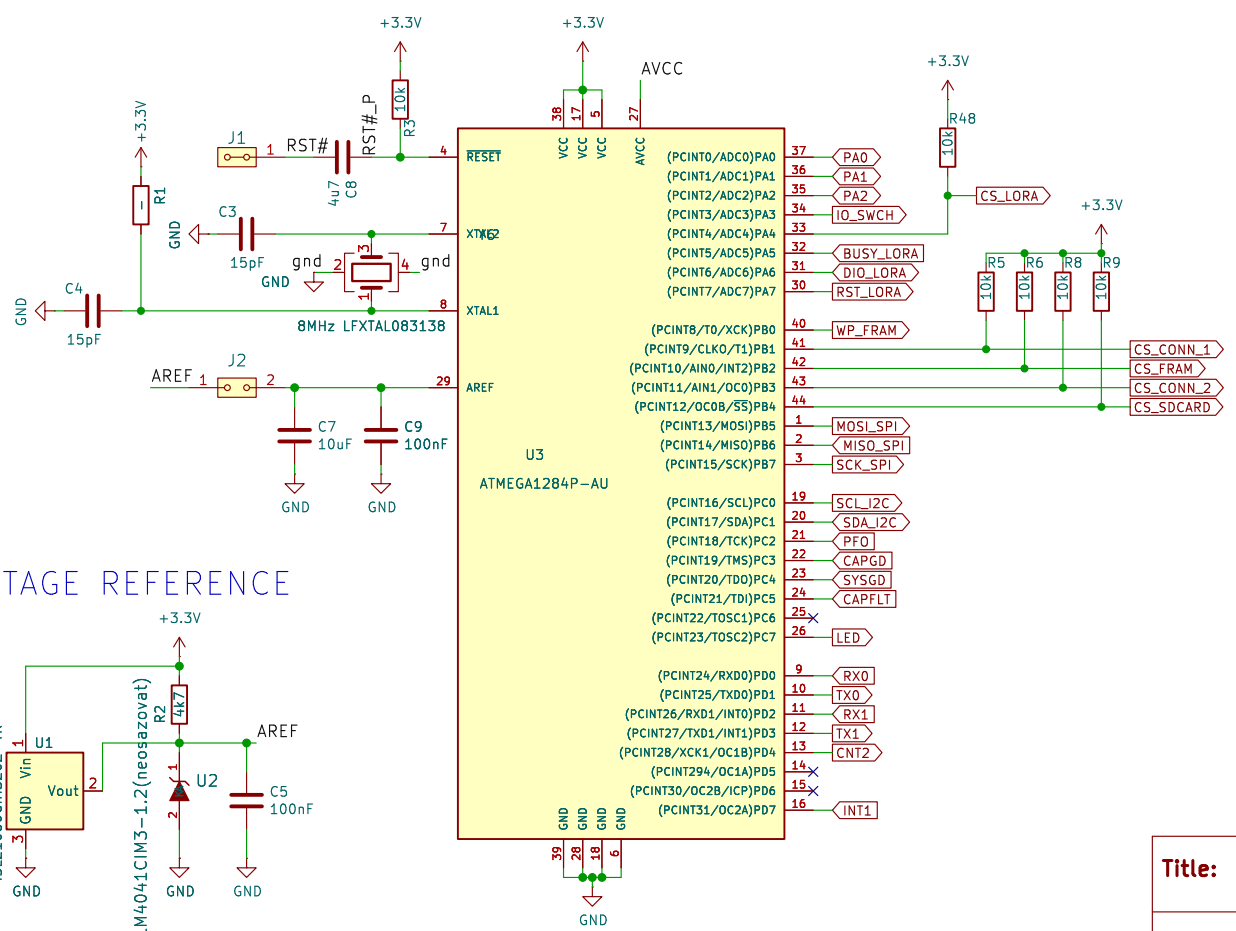 +3.3V
+3.3V
AVCC
+3.3V
+3.3V
+3.3V
10k
R3
RST#_P
RST#
J1
1
4u7
C8
4
RESET
R1
-
C3
15pF
GND
7
XTAL2
gnd
2
3
4
1
gnd
GND
C4
15pF
GND
8
XTAL1
8MHz LFXTAL083138
AREF
1
J2
2
29
AREF
C7
10uF
GND
C9
100nF
GND
38
17
5
27
VCC
VCC
VCC
AVCC
U3
ATMEGA1284P-AU
(PCINT0/ADC0)PA0 37 PA0
(PCINT1/ADC1)PA1 36 PA1
(PCINT2/ADC2)PA2 35 PA2
(PCINT3/ADC3)PA3 34 IO_SWCH
(PCINT4/ADC4)PA4 33
(PCINT5/ADC5)PA5 32 BUSY_LORA
(PCINT6/ADC6)PA6 31 DIO_LORA
(PCINT7/ADC7)PA7 30 RST_LORA
R48
10k
CS_LORA
R5
R6
R8
R9
10k
10k
10k
10k
(PCINT8/T0/XCK)PB0 40 WP_FRAM
(PCINT9/CLKO/T1)PB1 41 CS_CONN_1
(PCINT10/AIN0/INT2)PB2 42 CS_FRAM
(PCINT11/AIN1/OC0)PB3 43 CS_CONN_2
(PCINT12/OC0B/SS)PB4 44 CS_SDCARD
(PCINT13/MOSI)PB5 1 MOSI_SPI
(PCINT14/MISO)PB6 2 MISO_SPI
(PCINT15/SCK)PB7 3 SCK_SPI
(PCINT16/SCL)PC0 19 SCL_I2C
(PCINT17/SDA)PC1 20 SDA_I2C
(PCINT18/TCK)PC2 21 PFO
(PCINT19/TMS)PC3 22 CAPGD
(PCINT20/TDO)PC4 23 SYSGD
(PCINT21/TDI)PC5 24 CAPFLT
(PCINT22/TOSC1)PC6 25
(PCINT23/TOSC2)PC7 26 LED
(PCINT24/RXD0)PD0 9 RX0
(PCINT25/TXD0)PD1 10 TX0
(PCINT26/RXD1/INT0)PD2 11 RX1
(PCINT27/TXD1/INT1)PD3 12 TX1
(PCINT28/XCK1/OC1B)PD4 13 CNT2
(PCINT294/OC1A)PD5 14
(PCINT30/OC2B/ICP)PD6 15
(PCINT31/OC2A)PD7 16 INT1
GND
GND
GND
GND
39
28
18
6
GND
TAGE REFERENCE
+3.3V
R2
4k7
LM4041CIM3-1.2(neosazovat)
AREF
U1
1
Vin
Vout
2
GND
3
GND
1
U2
2
GND
C5
100nF
GND
Title: